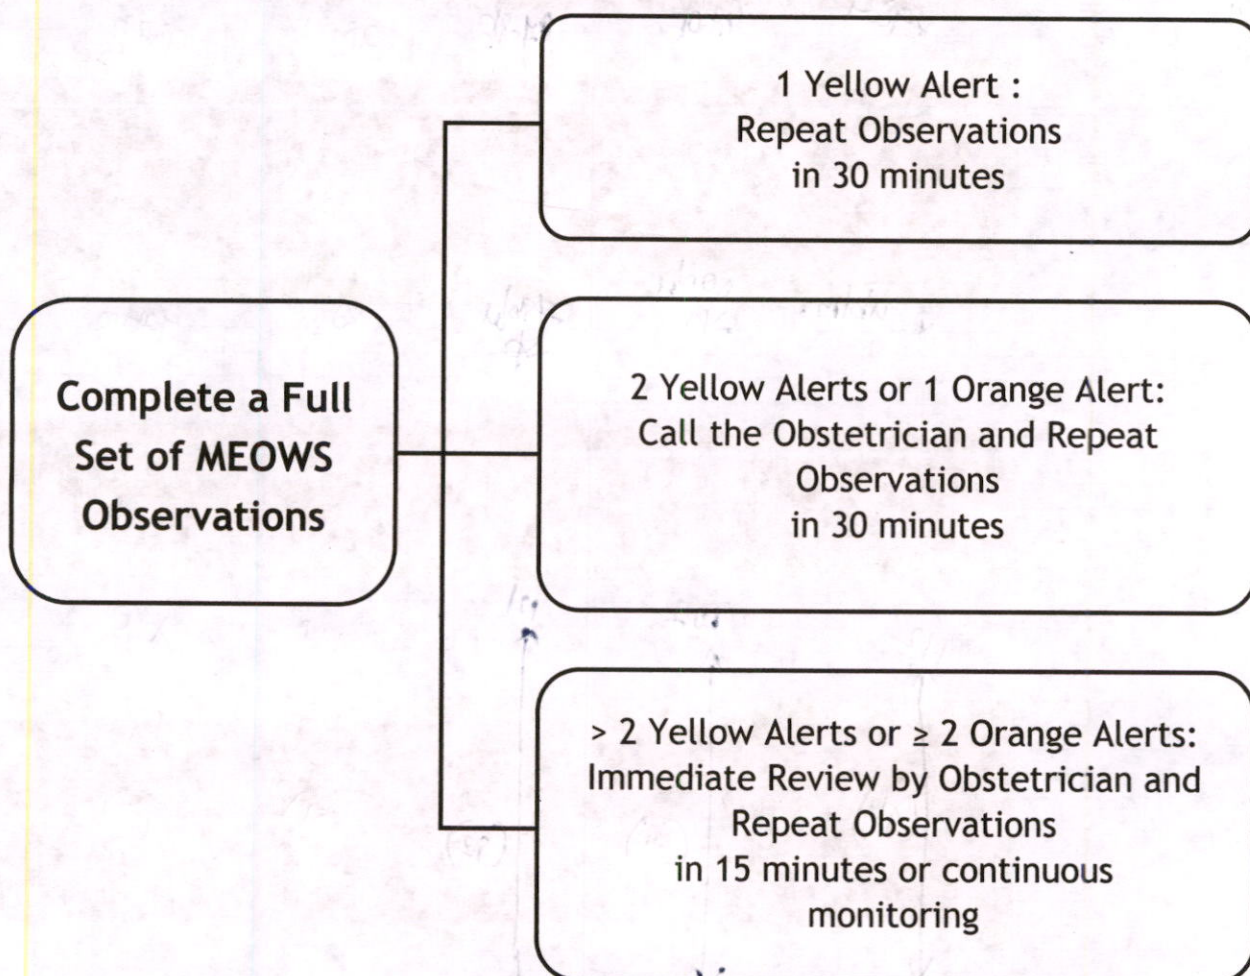 1 Yellow Alert :
Repeat Observations
in 30 minutes
Complete a Full
Set of MEOWS
Observations
2 Yellow Alerts or 1 Orange Alert:
Call the Obstetrician and Repeat
Observations
in 30 minutes
> 2 Yellow Alerts or ≥ 2 Orange Alerts:
Immediate Review by Obstetrician and
Repeat Observations
in 15 minutes or continuous
monitoring